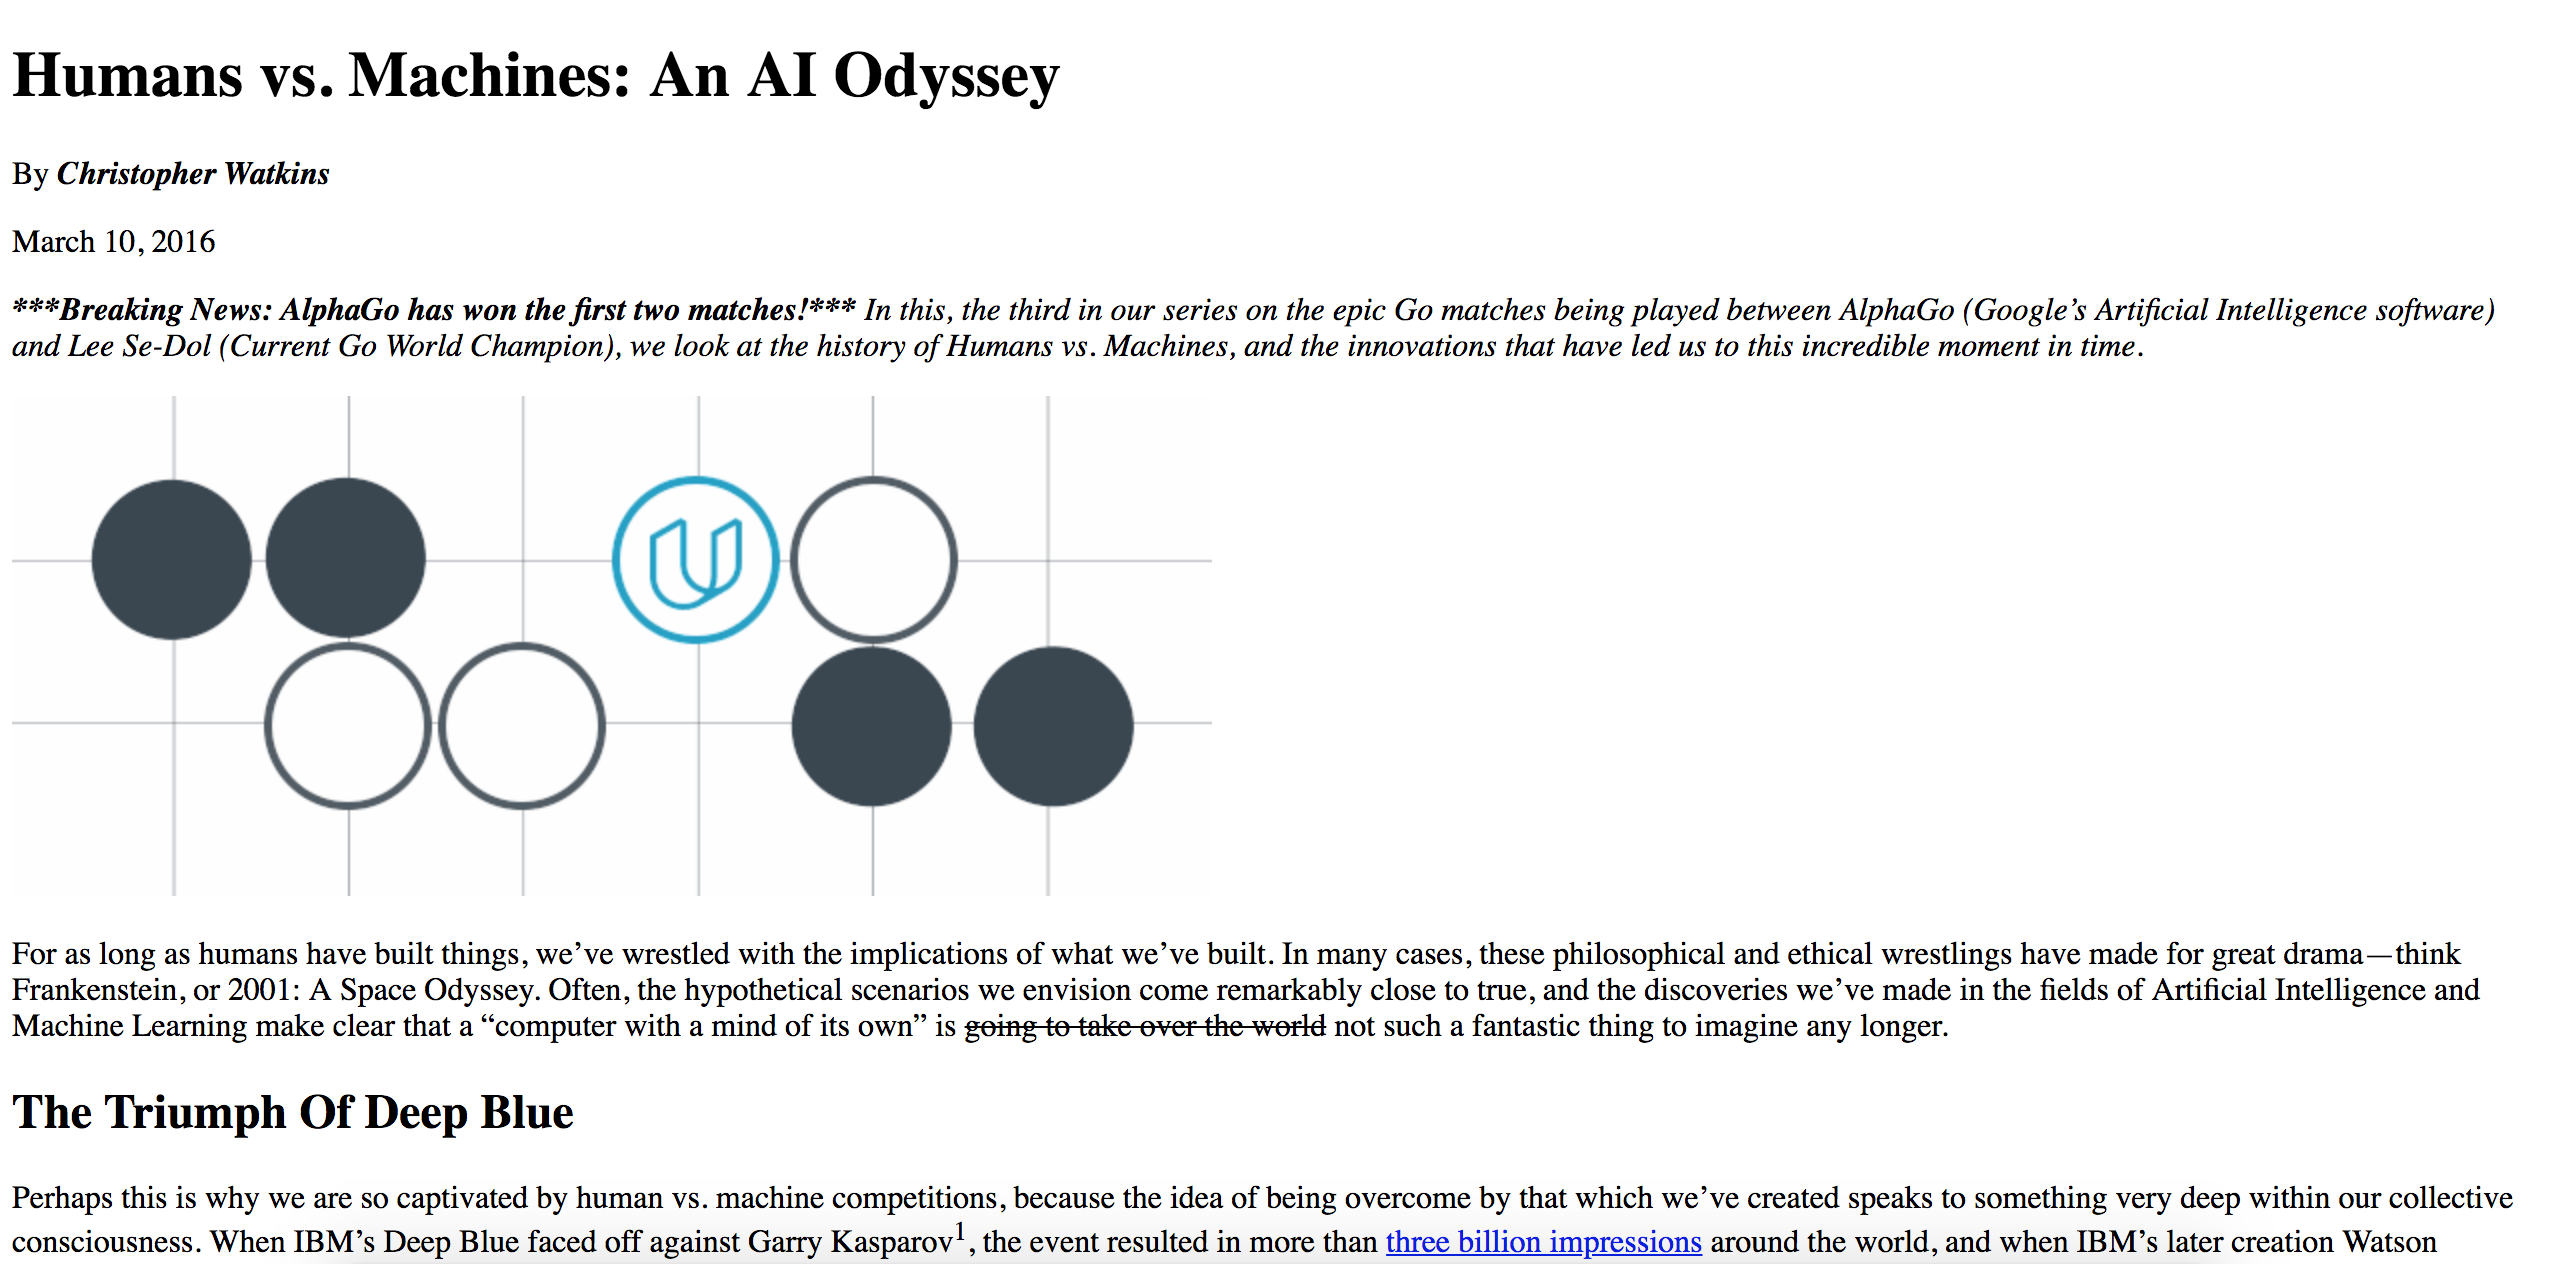 Humans vs. Machines: An AI Odyssey
By Christopher Watkins
March 10, 2016
***Breaking News: AlphaGo has won the first two matches!*** In this, the third in our series on the epic Go matches being played between AlphaGo (Google’s Artificial Intelligence software)
and Lee Se-Dol (Current Go World Champion), we look at the history of Humans vs. Machines, and the innovations that have led us to this incredible moment in time.
For as long as humans have built things, we’ve wrestled with the implications of what we’ve built. In many cases, these philosophical and ethical wrestlings have made for great drama—think
Frankenstein, or 2001: A Space Odyssey. Often, the hypothetical scenarios we envision come remarkably close to true, and the discoveries we’ve made in the fields of Artificial Intelligence and
Machine Learning make clear that a “computer with a mind of its own” is going to take over the world not such a fantastic thing to imagine any longer.
The Triumph Of Deep Blue
Perhaps this is why we are so captivated by human vs. machine competitions, because the idea of being overcome by that which we’ve created speaks to something very deep within our collective
consciousness. When IBM’s Deep Blue faced off against Garry Kasparov1, the event resulted in more than three billion impressions around the world, and when IBM’s later creation Watson